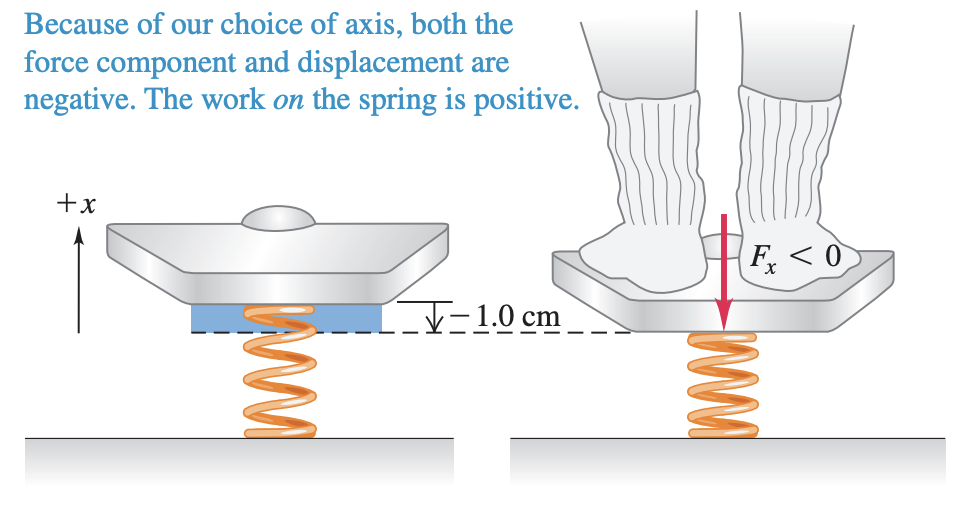 Because of our choice of axis, both the
force component and displacement are
negative. The work on the spring is positive.
+x
−1.0 cm
Fx < 0